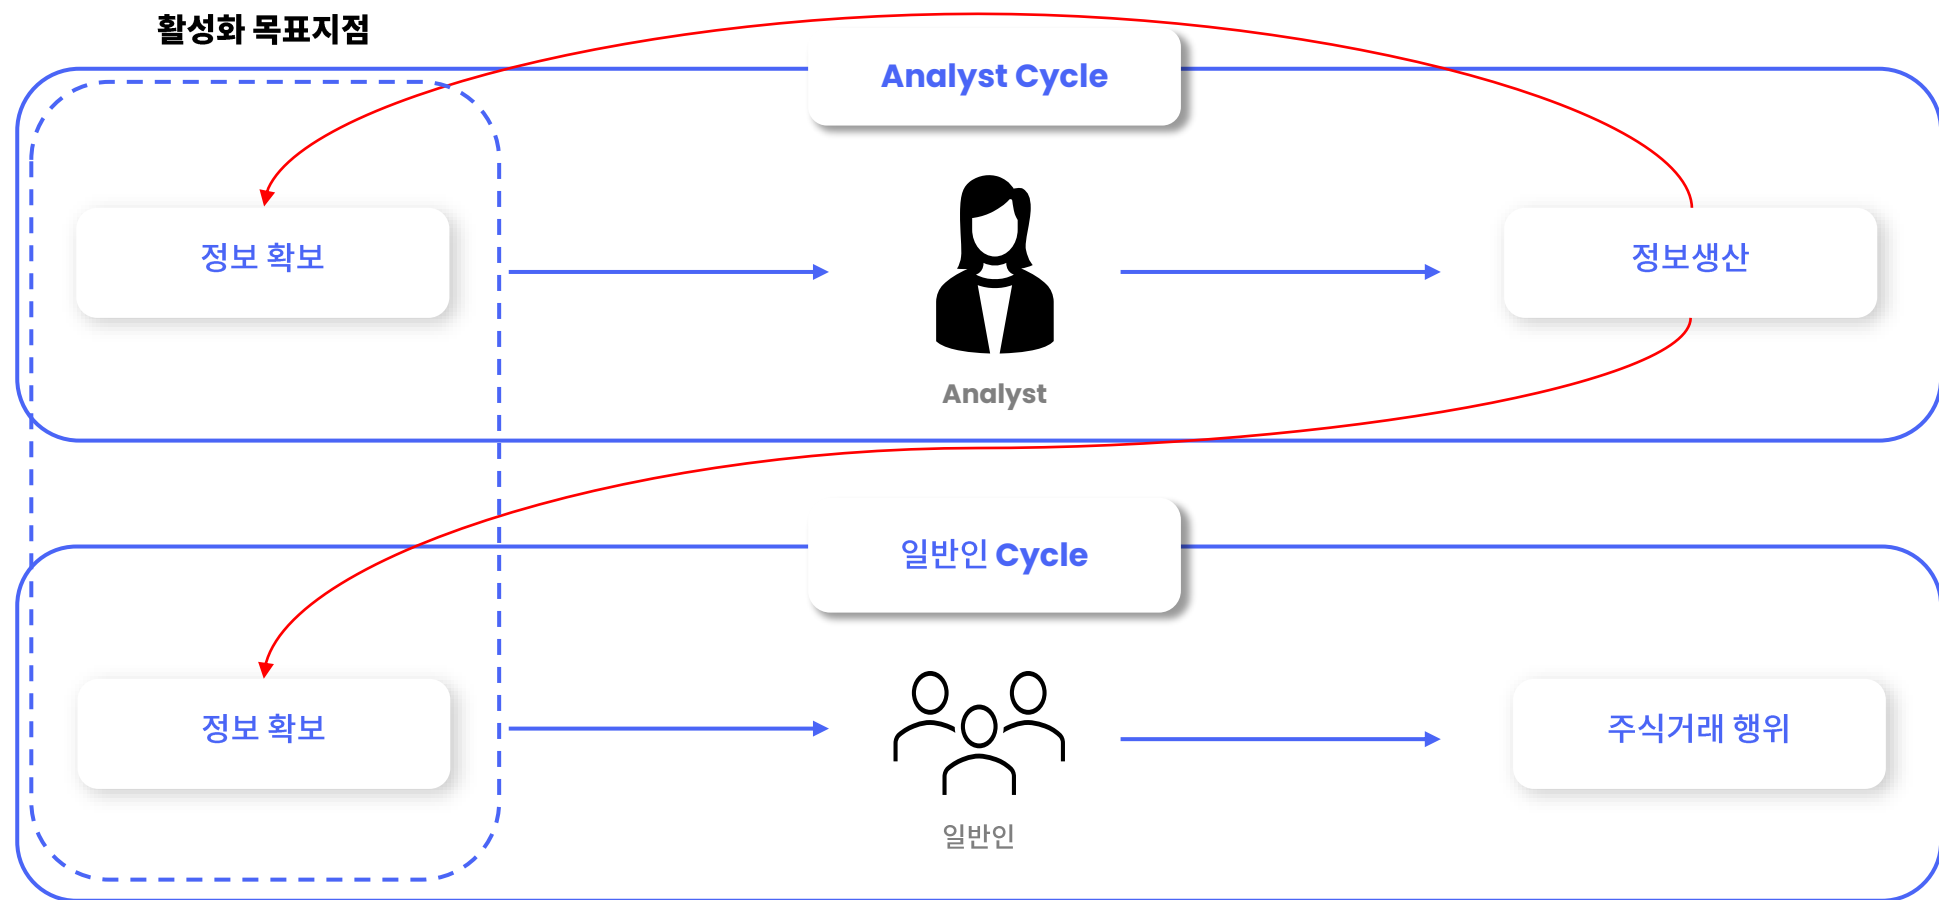 활성화 목표지점
Analyst Cycle
정보 확보
정보생산
Analyst
일반인 Cycle
정보 확보
주식거래 행위
일반인